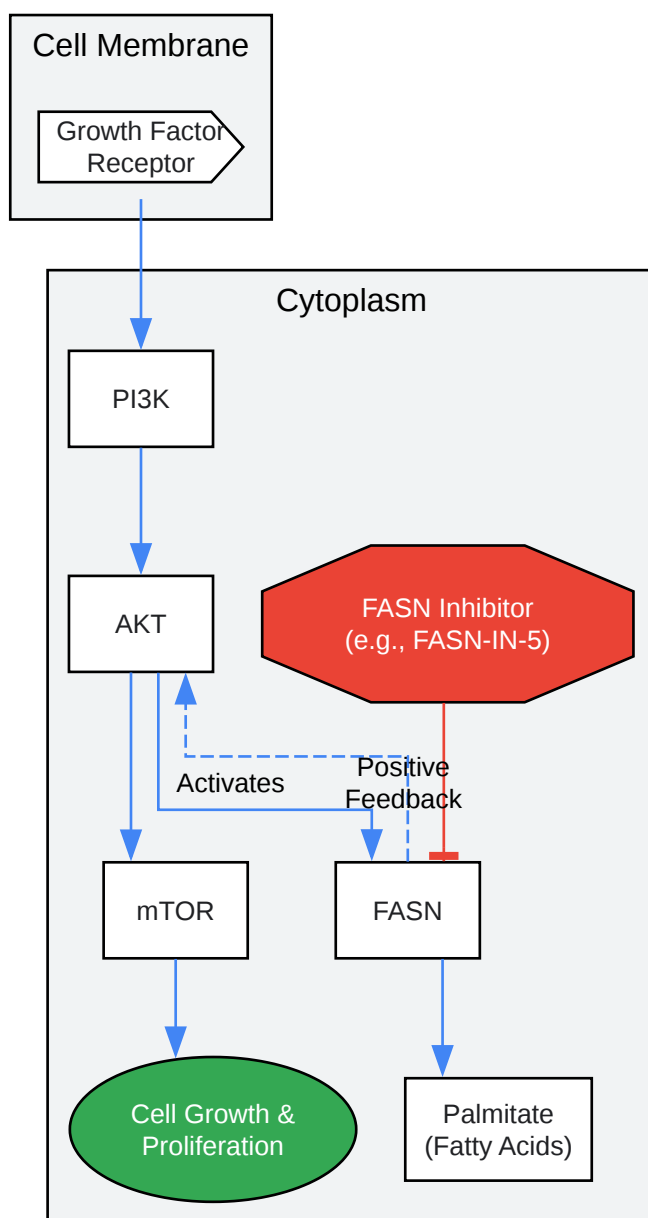 Cell Membrane
Growth Factor
Receptor
Cytoplasm
PI3K
AKT
FASN Inhibitor
(e.g., FASN-IN-5)
Activates
Positive
Feedback
mTOR
FASN
Cell Growth &
Proliferation
Palmitate
(Fatty Acids)